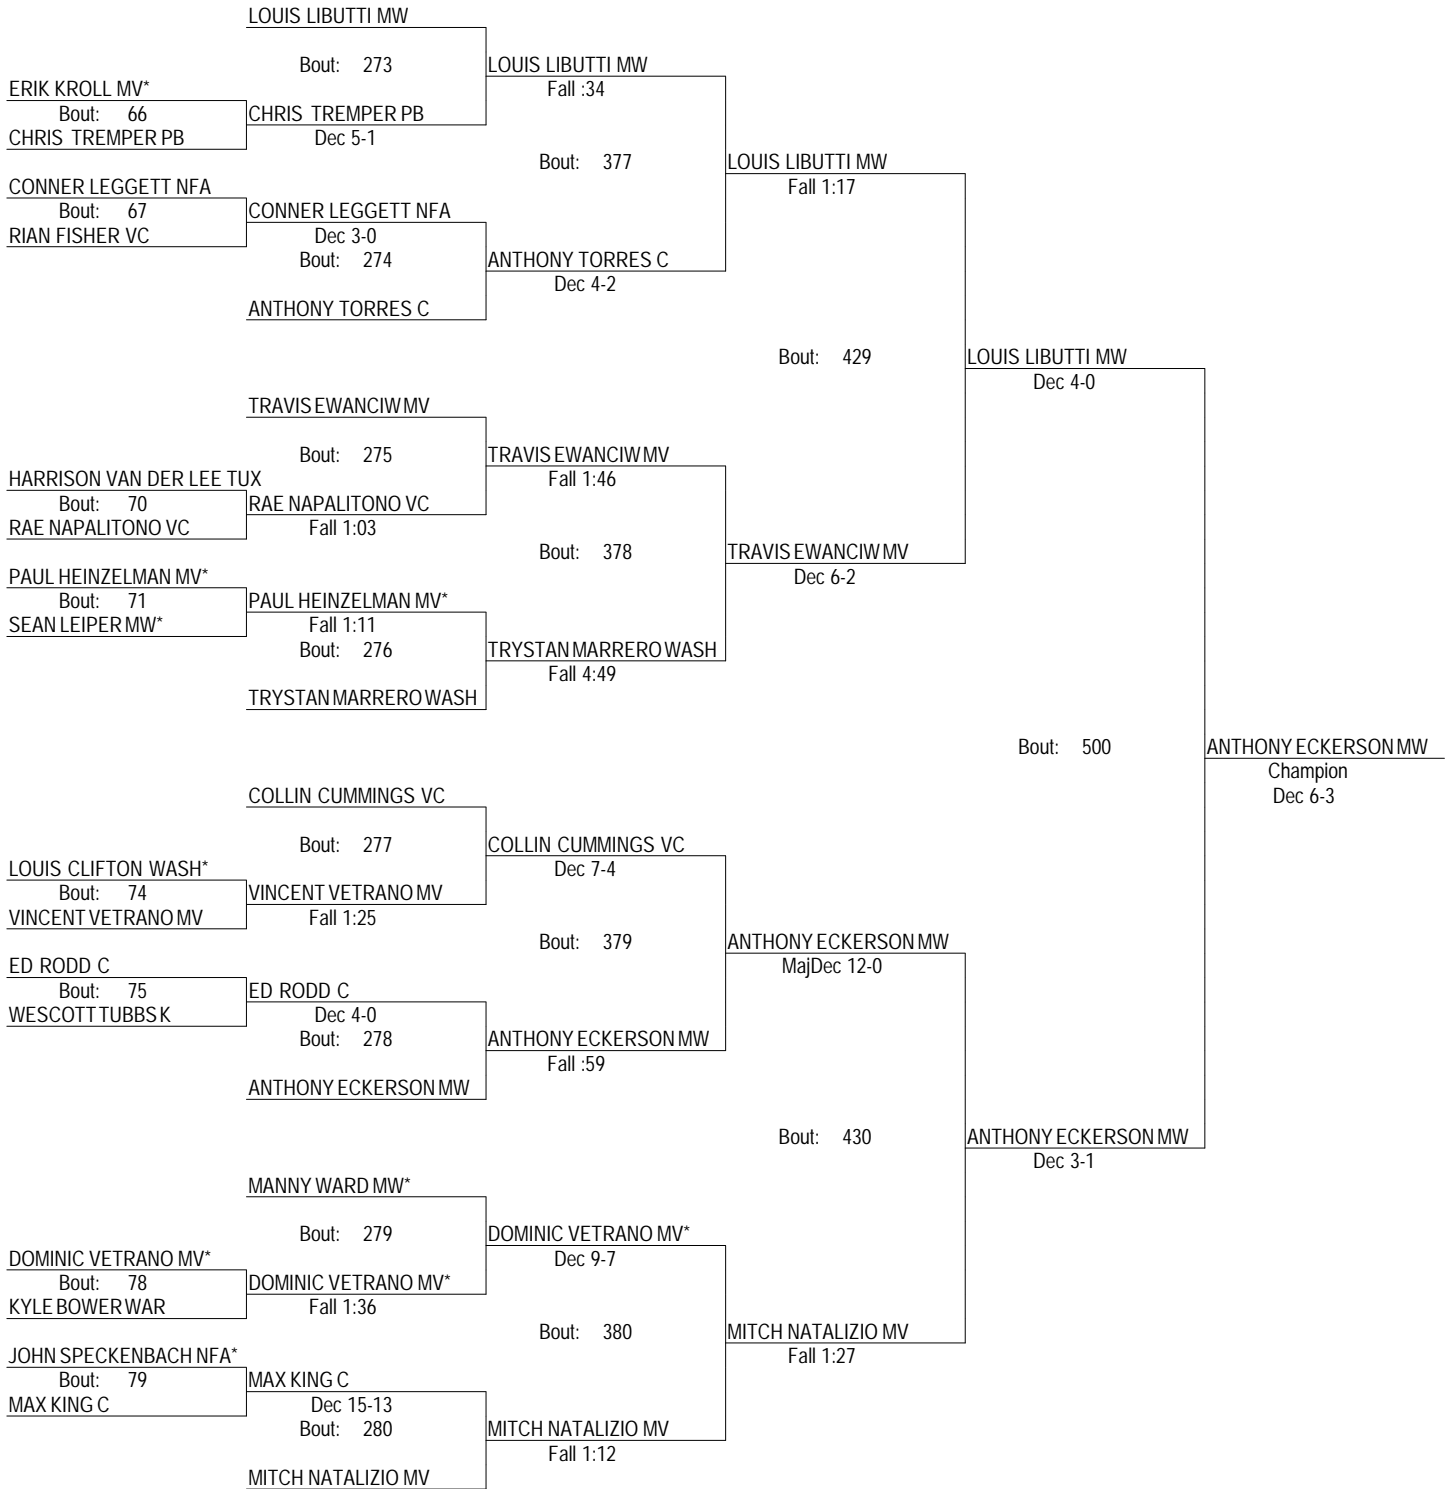 LOUIS LIBUTTI MW
Bout: 273
LOUIS LIBUTTI MW
ERIK KROLL MV*
Fall :34
Bout: 66
CHRIS TREMPER PB
CHRIS TREMPER PB
Dec 5-1
Bout: 377
LOUIS LIBUTTI MW
CONNER LEGGETT NFA
Fall 1:17
Bout: 67
CONNER LEGGETT NFA
RIAN FISHER VC
Dec 3-0
Bout: 274
ANTHONY TORRES C
Dec 4-2
ANTHONY TORRES C
Bout: 429
LOUIS LIBUTTI MW
Dec 4-0
TRAVIS EWANCIW MV
Bout: 275
TRAVIS EWANCIW MV
HARRISON VAN DER LEE TUX
Fall 1:46
Bout: 70
RAE NAPALITONO VC
RAE NAPALITONO VC
Fall 1:03
Bout: 378
TRAVIS EWANCIW MV
PAUL HEINZELMAN MV*
Dec 6-2
Bout: 71
PAUL HEINZELMAN MV*
SEAN LEIPER MW*
Fall 1:11
Bout: 276
TRYSTAN MARRERO WASH
Fall 4:49
TRYSTAN MARRERO WASH
Bout: 500
ANTHONY ECKERSON MW
Champion
Dec 6-3
COLLIN CUMMINGS VC
Bout: 277
COLLIN CUMMINGS VC
LOUIS CLIFTON WASH*
Dec 7-4
Bout: 74
VINCENT VETRANO MV
VINCENT VETRANO MV
Fall 1:25
Bout: 379
ANTHONY ECKERSON MW
ED RODD C
MajDec 12-0
Bout: 75
ED RODD C
WESCOTT TUBBS K
Dec 4-0
Bout: 278
ANTHONY ECKERSON MW
Fall :59
ANTHONY ECKERSON MW
Bout: 430
ANTHONY ECKERSON MW
Dec 3-1
MANNY WARD MW*
Bout: 279
DOMINIC VETRANO MV*
DOMINIC VETRANO MV*
Dec 9-7
Bout: 78
DOMINIC VETRANO MV*
KYLE BOWER WAR
Fall 1:36
Bout: 380
MITCH NATALIZIO MV
JOHN SPECKENBACH NFA*
Fall 1:27
Bout: 79
MAX KING C
MAX KING C
Dec 15-13
Bout: 280
MITCH NATALIZIO MV
Fall 1:12
MITCH NATALIZIO MV